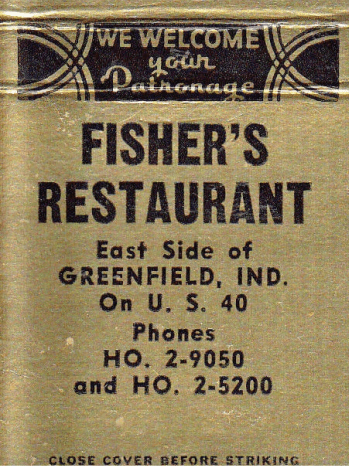 WE WELCOME
your
Patronage
FISHER'S
RESTAURANT
East Side of
GREENFIELD, IND.
On U. S. 40
Phones
HO. 2-9050
and HO. 2-5200
CLOSE COVER BEFORE STRIKING